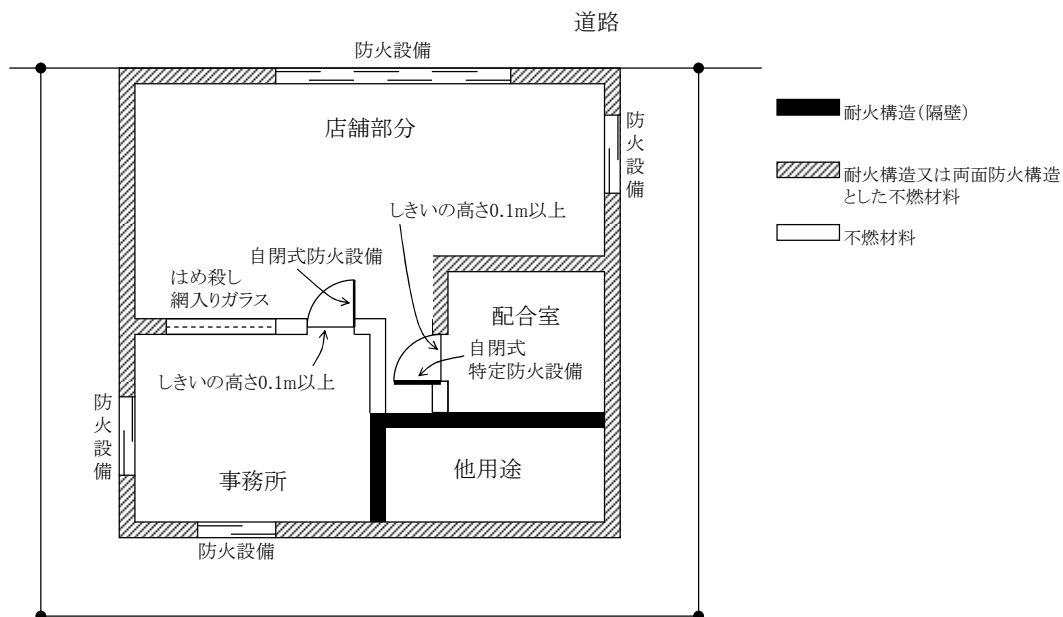 道路
防火設備
店舗部分
防火設備
耐火構造（隔壁）
耐火構造又は両面防火構造
とした不燃材料
不燃材料
しきいの高さ0.1m以上
自閉式防火設備
はめ殺し
網入りガラス
配合室
自閉式
特定防火設備
しきいの高さ0.1m以上
防火設備
事務所
他用途
防火設備